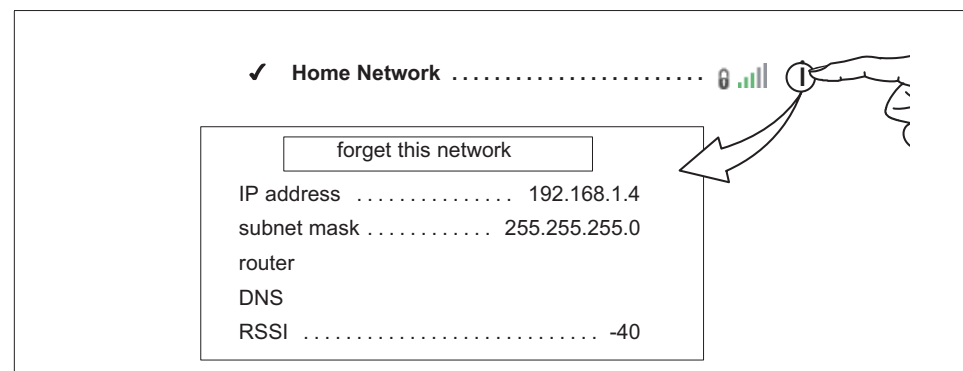 ✓ Home Network ........................ i
forget this network
IP address ............... 192.168.1.4
subnet mask ............ 255.255.255.0
router
DNS
RSSI ............................ -40